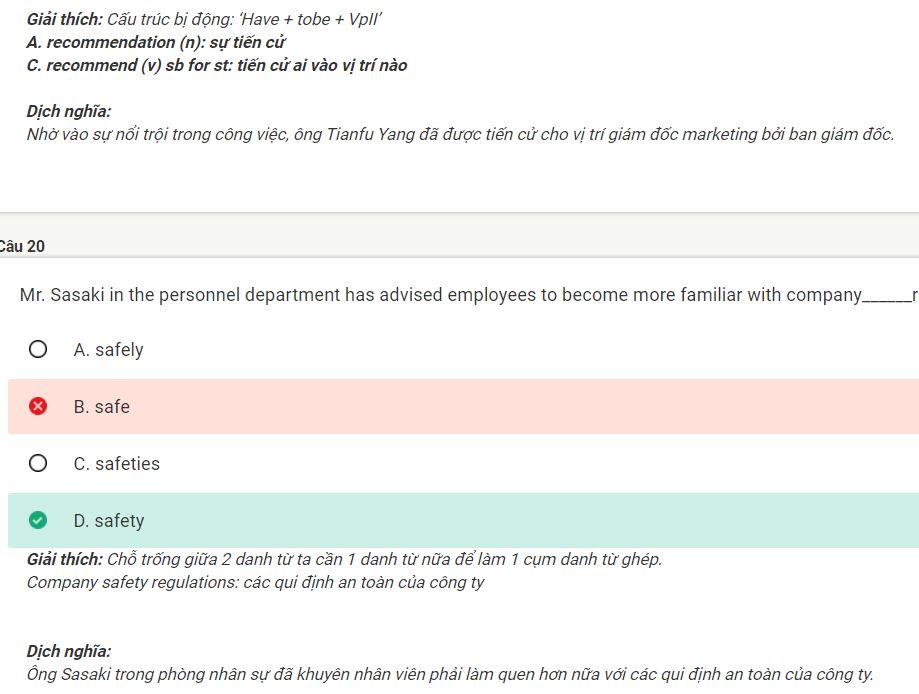 Giải thích: Cấu trúc bị động: ‘Have + tobe + VpII’
A. recommendation (n): sự tiến cử
C. recommend (v) sb for st: tiến cử ai vào vị trí nào
Dịch nghĩa:
Nhờ vào sự nổi trội trong công việc, ông Tianfu Yang đã được tiến cử cho vị trí giám đốc marketing bởi ban giám đốc.
Câu 20
Mr. Sasaki in the personnel department has advised employees to become more familiar with company______r
A. safely
B. safe
C. safeties
D. safety
Giải thích: Chỗ trống giữa 2 danh từ ta cần 1 danh từ nữa để làm 1 cụm danh từ ghép.
Company safety regulations: các qui định an toàn của công ty
Dịch nghĩa:
Ông Sasaki trong phòng nhân sự đã khuyên nhân viên phải làm quen hơn nữa với các qui định an toàn của công ty.